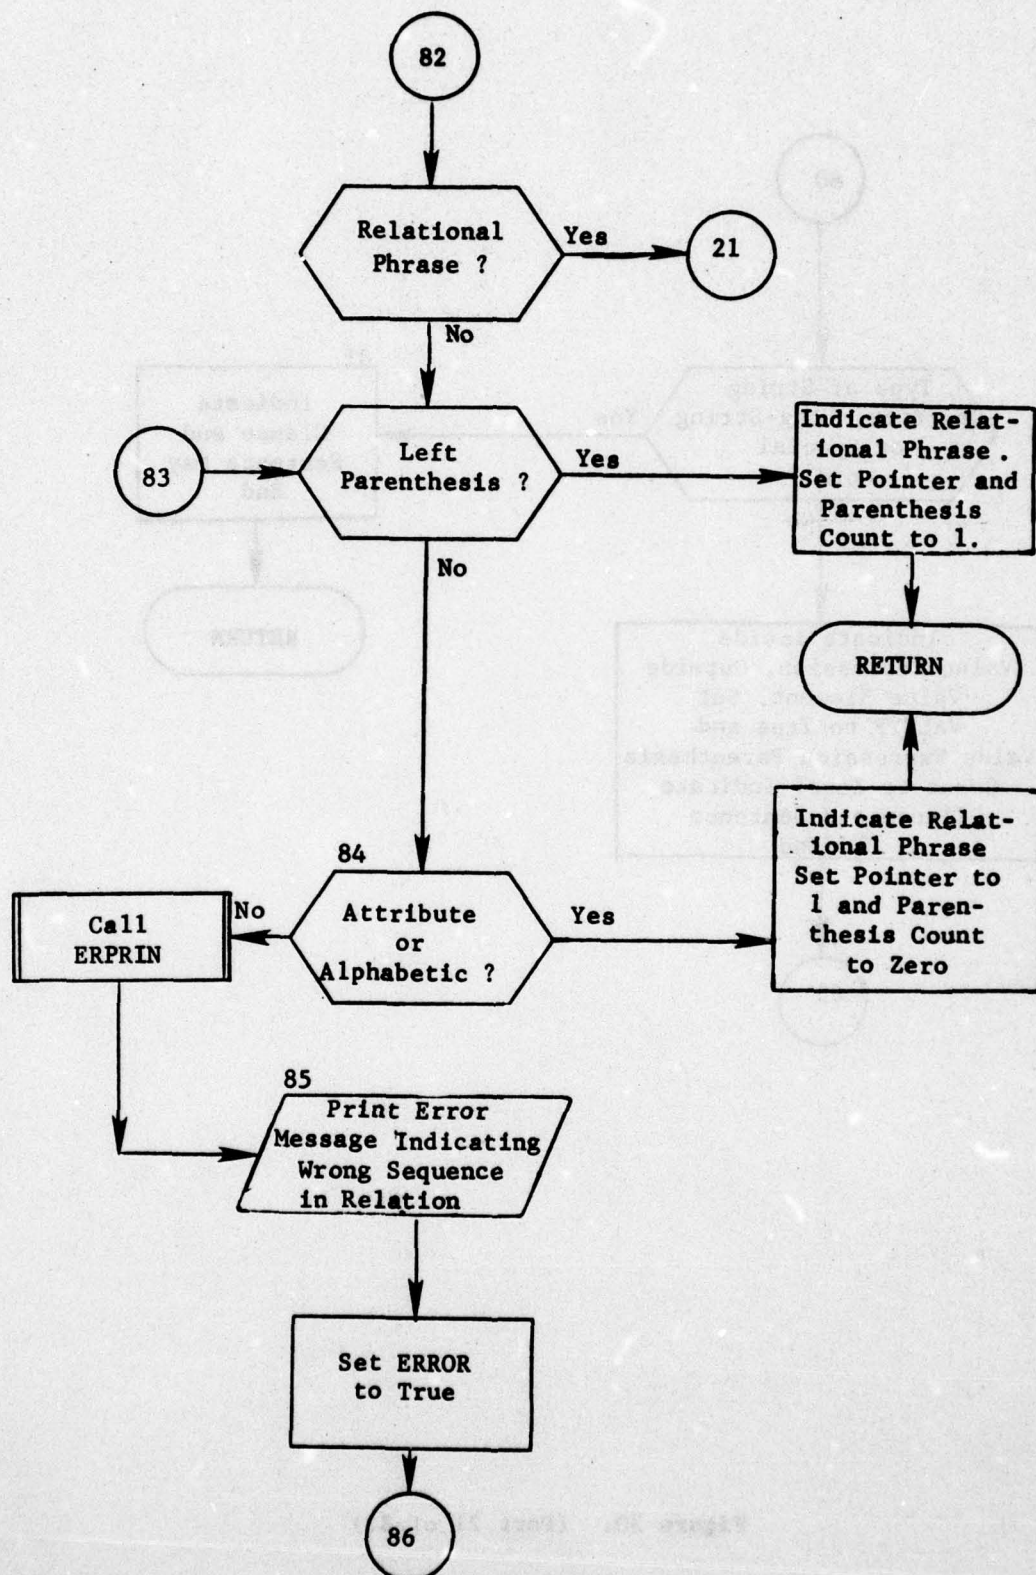 82
Relational
Phrase ?
Yes
21
No
83
Left
Parenthesis ?
Yes
Indicate Relat-
ional Phrase.
Set Pointer and
Parenthesis
Count to 1.
No
RETURN
84
Attribute
or
Alphabetic ?
No
Call
ERPRIN
Yes
Indicate Relat-
ional Phrase
Set Pointer to
1 and Paren-
thesis Count
to Zero
85
Print Error
Message Indicating
Wrong Sequence
in Relation
Set ERROR
to True
86